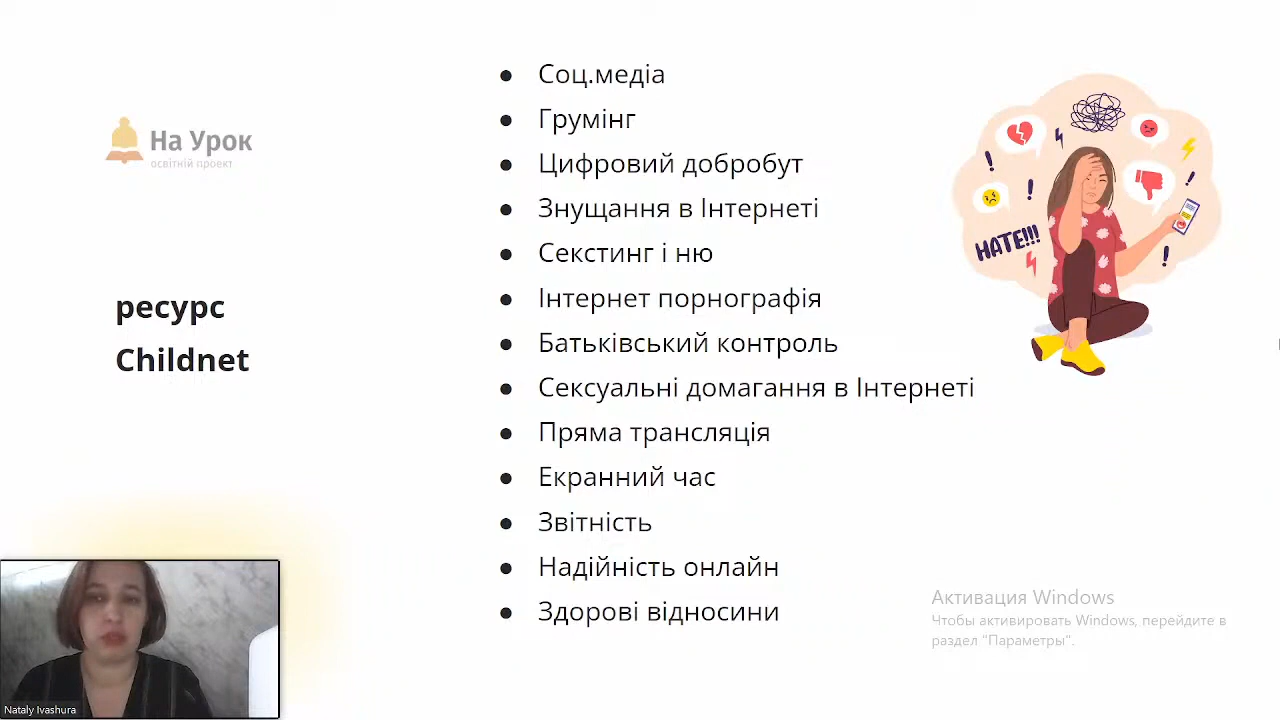 На Урок
освітній проект
ресурс
Childnet
● Соц.медіа
● Грумінг
● Цифровий добробут
● Знущання в Інтернеті
● Секстинг і ню
● Інтернет порнографія
● Батьківський контроль
● Сексуальні домагання в Інтернеті
● Пряма трансляція
● Екранний час
● Звітність
● Надійність онлайн
● Здорові відносини
HATE!!!
Активация Windows
Чтобы активировать Windows, перейдите в
раздел "Параметры".
Nataly Ivashura